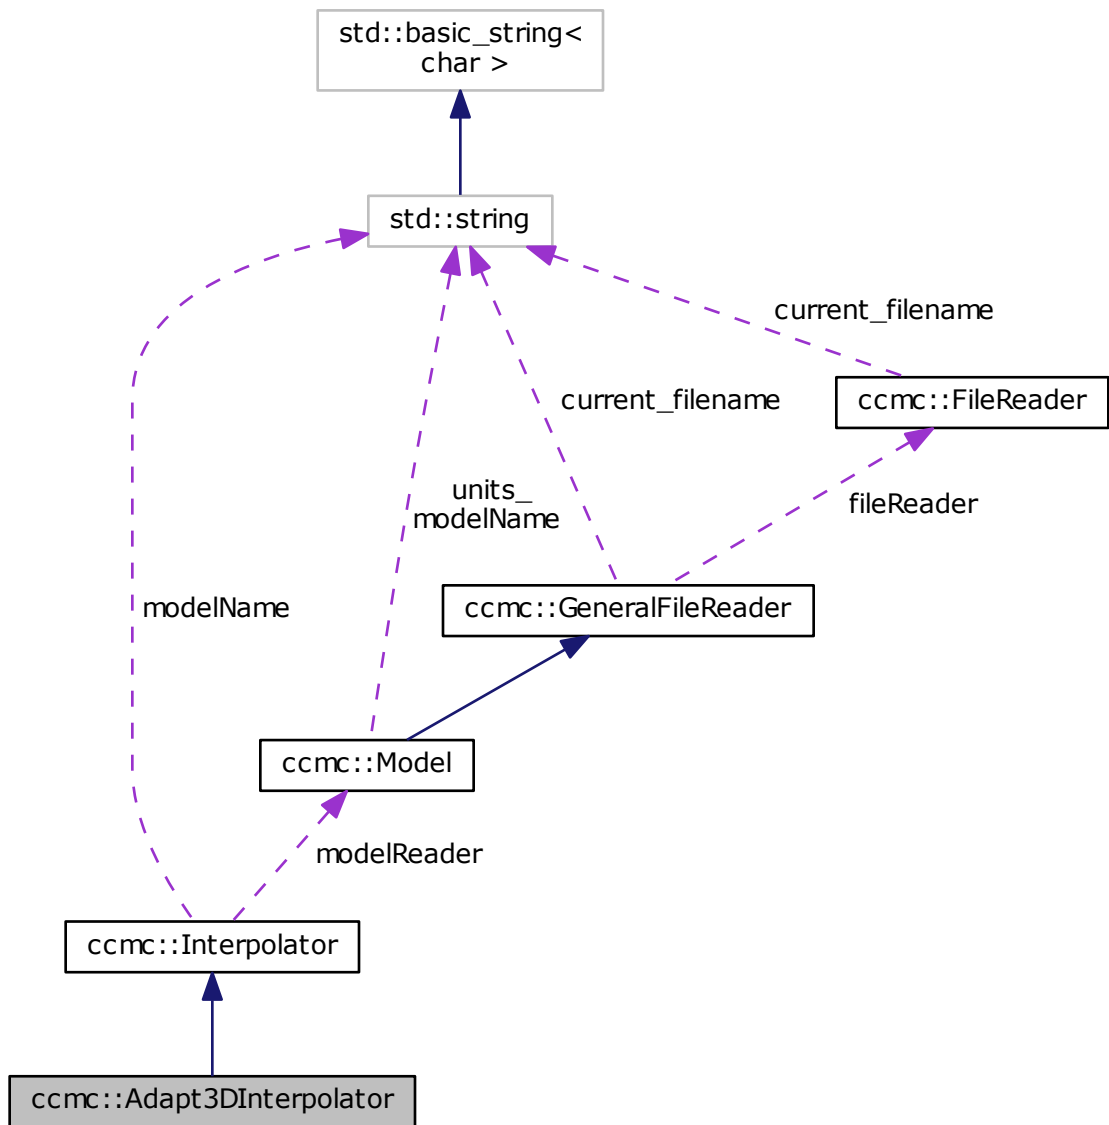 std::basic_string<
char >
std::string
current_filename
ccmc::FileReader
current_filename
units_
modelName
fileReader
ccmc::GeneralFileReader
modelName
ccmc::Model
modelReader
ccmc::Interpolator
ccmc::Adapt3DInterpolator